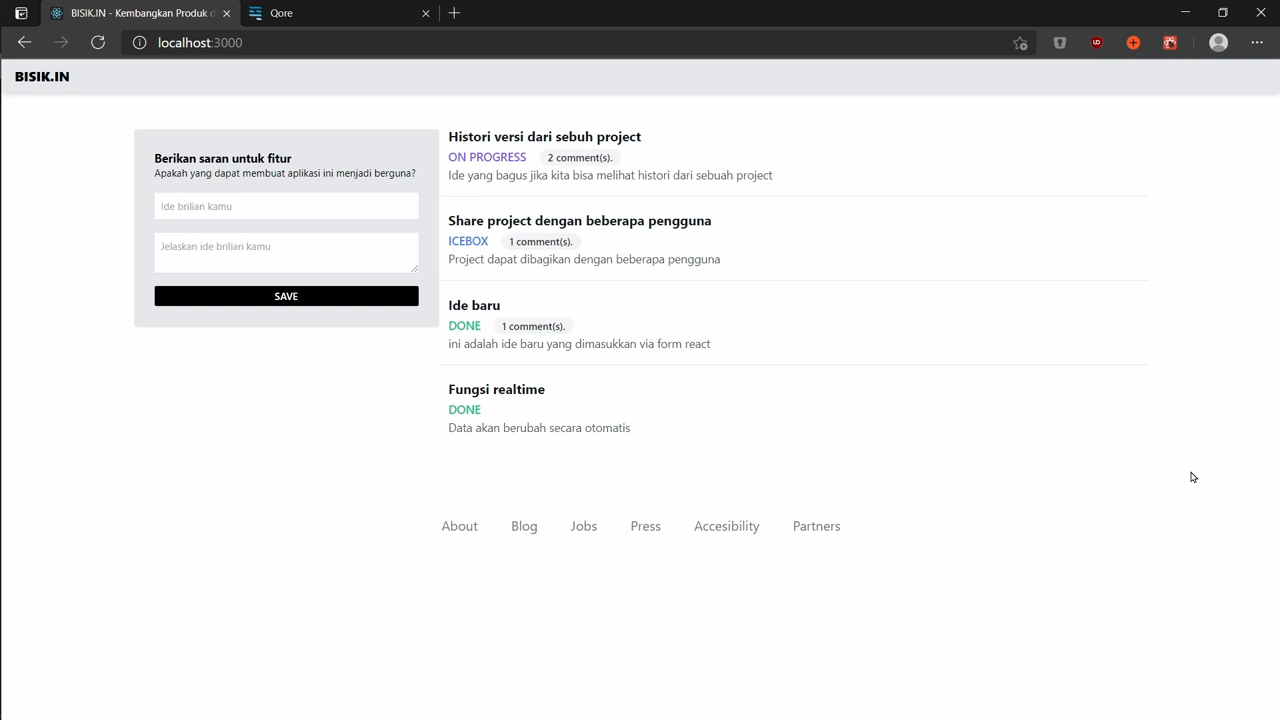 BISIK.IN - Kembangkan Produk d
Qore
localhost:3000
BISIK.IN
Berikan saran untuk fitur
Apakah yang dapat membuat aplikasi ini menjadi berguna?
Ide brilian kamu
Jelaskan ide brilian kamu
SAVE
Histori versi dari sebuh project
ON PROGRESS 2 comment(s).
Ide yang bagus jika kita bisa melihat histori dari sebuah project
Share project dengan beberapa pengguna
ICEBOX 1 comment(s).
Project dapat dibagikan dengan beberapa pengguna
Ide baru
DONE 1 comment(s).
ini adalah ide baru yang dimasukkan via form react
Fungsi realtime
DONE
Data akan berubah secara otomatis
About Blog Jobs Press Accesibility Partners